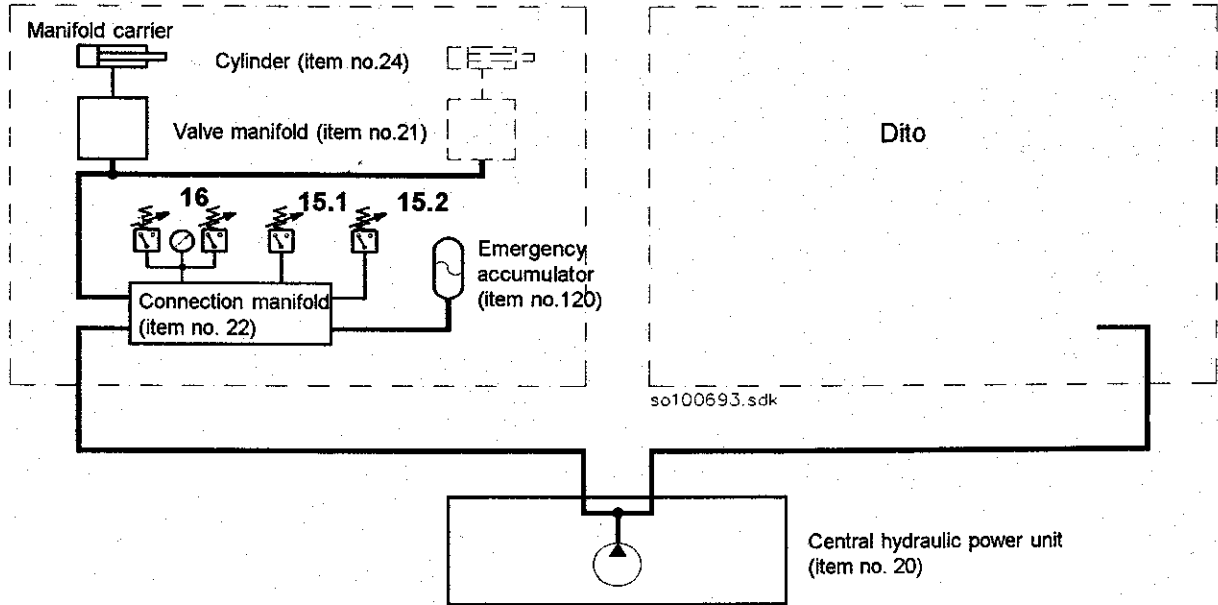 Manifold carrier
Cylinder (item no.24)
Valve manifold (item no.21)
Dito
16
15.1
15.2
Emergency
accumulator
(item no.120)
Connection manifold
(item no. 22)
so100693.sdk
Central hydraulic power unit
(item no. 20)